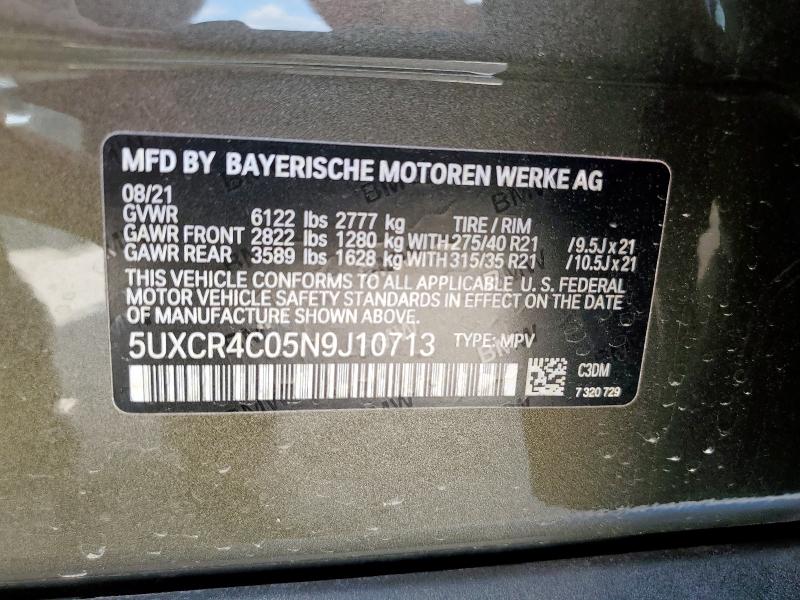 MFD BY BAYERISCHE MOTOREN WERKE AG
08/21
GVWR 6122 lbs 2777 kg TIRE / RIM
GAWR FRONT 2822 lbs 1280 kg WITH 275/40 R21 /9.5J x 21
GAWR REAR 3589 lbs 1628 kg WITH 315/35 R21 /10.5J x 21
THIS VEHICLE CONFORMS TO ALL APPLICABLE U. S. FEDERAL
MOTOR VEHICLE SAFETY STANDARDS IN EFFECT ON THE DATE
OF MANUFACTURE SHOWN ABOVE.
5UXCR4C05N9J10713 TYPE: MPV
C3DM
7 320 729